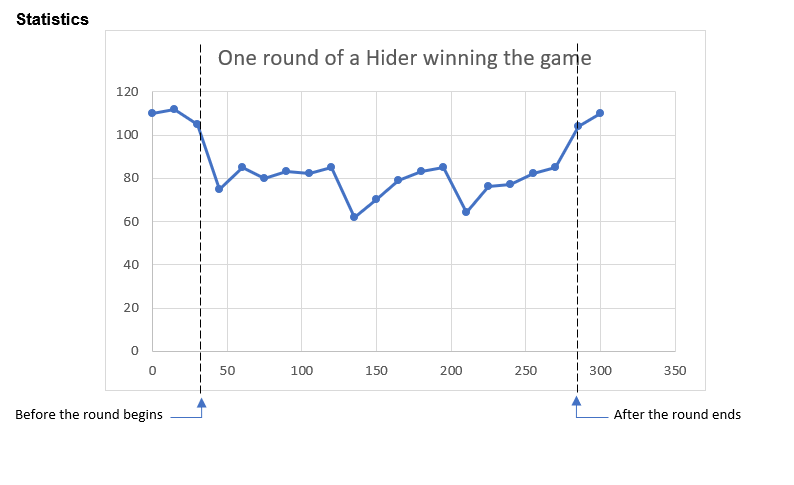 Statistics
One round of a Hider winning the game
120
100
80
60
40
20
0
0 50 100 150 200 250 300 350
Before the round begins
After the round ends